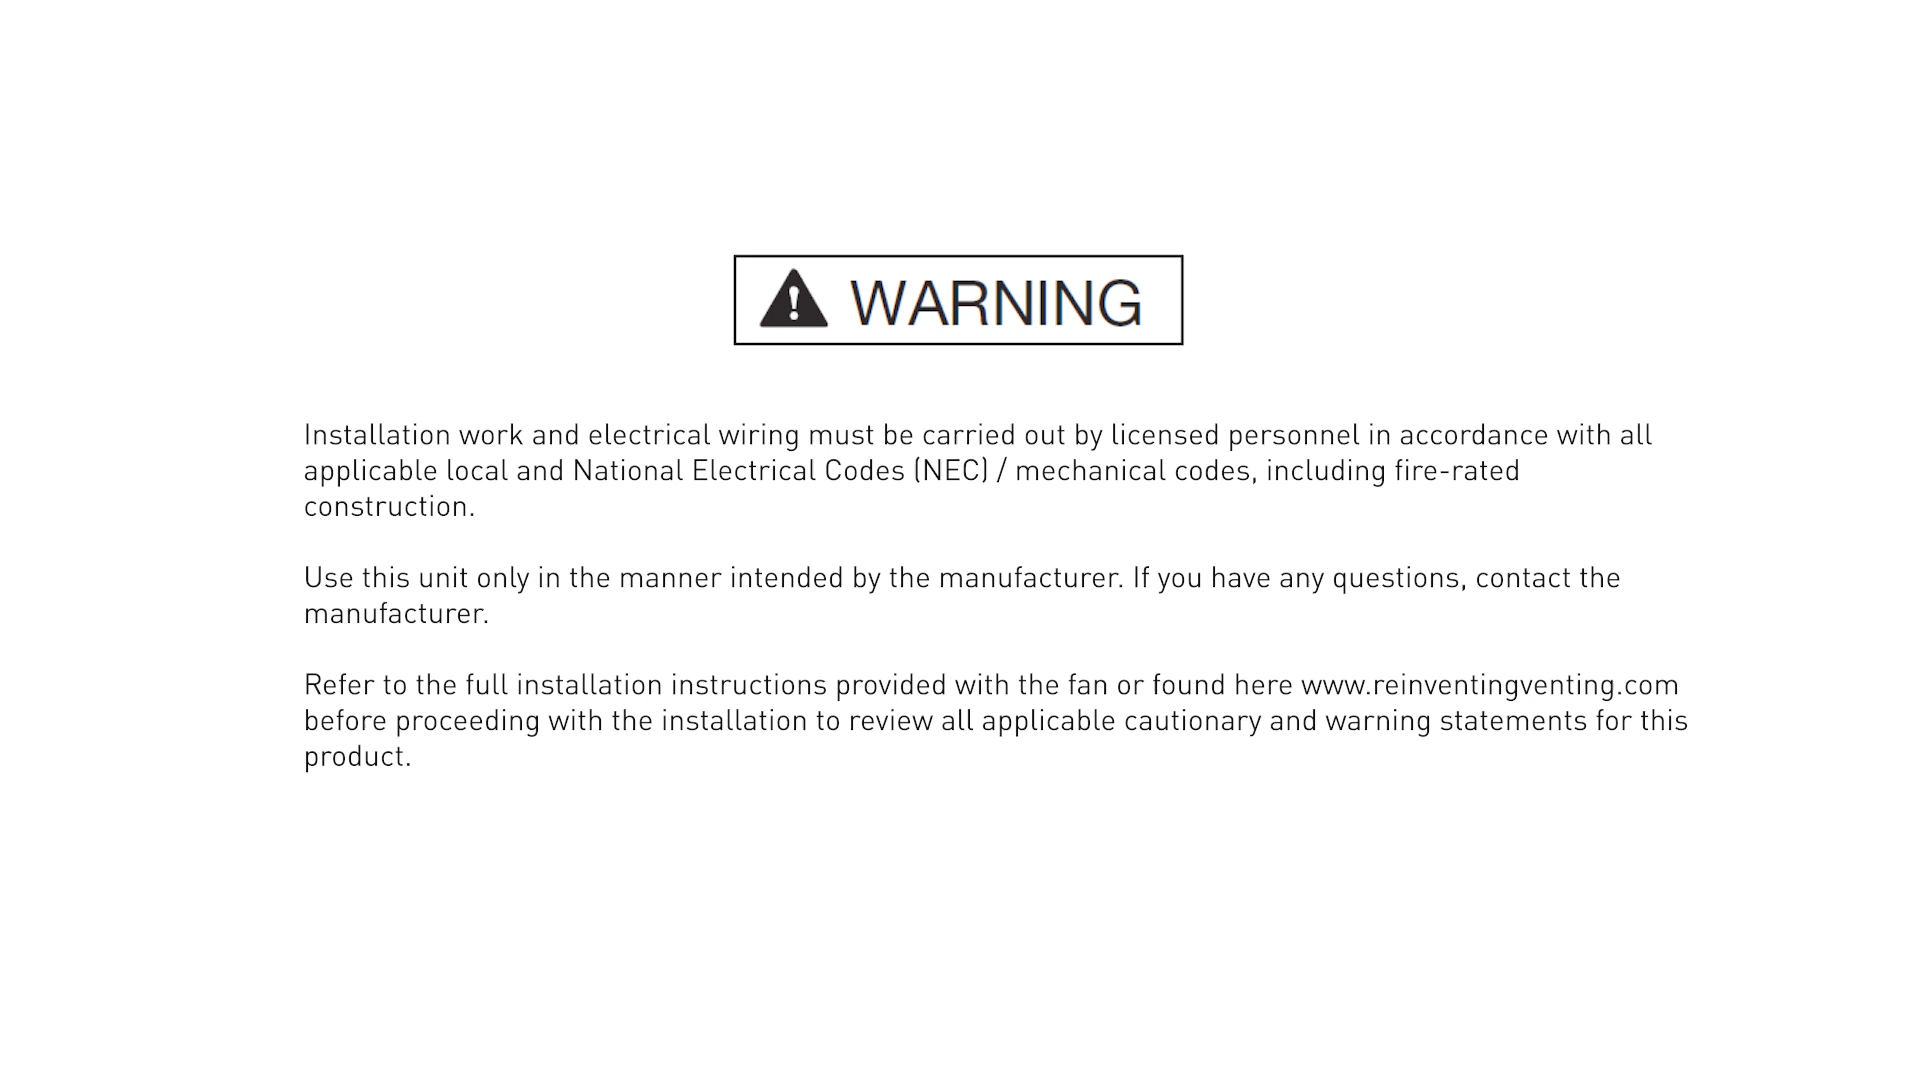 WARNING
Installation work and electrical wiring must be carried out by licensed personnel in accordance with all
applicable local and National Electrical Codes (NEC) / mechanical codes, including fire-rated
construction.
Use this unit only in the manner intended by the manufacturer. If you have any questions, contact the
manufacturer.
Refer to the full installation instructions provided with the fan or found here www.reinventingventing.com
before proceeding with the installation to review all applicable cautionary and warning statements for this
product.